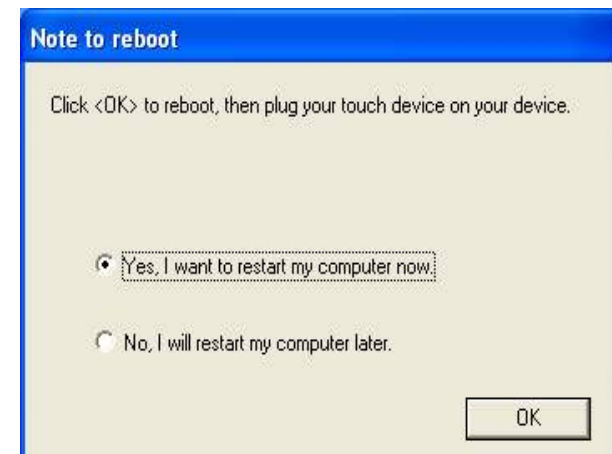 Note to reboot
Click <OK> to reboot, then plug your touch device on your device.
Yes, I want to restart my computer now.
No, I will restart my computer later.
OK